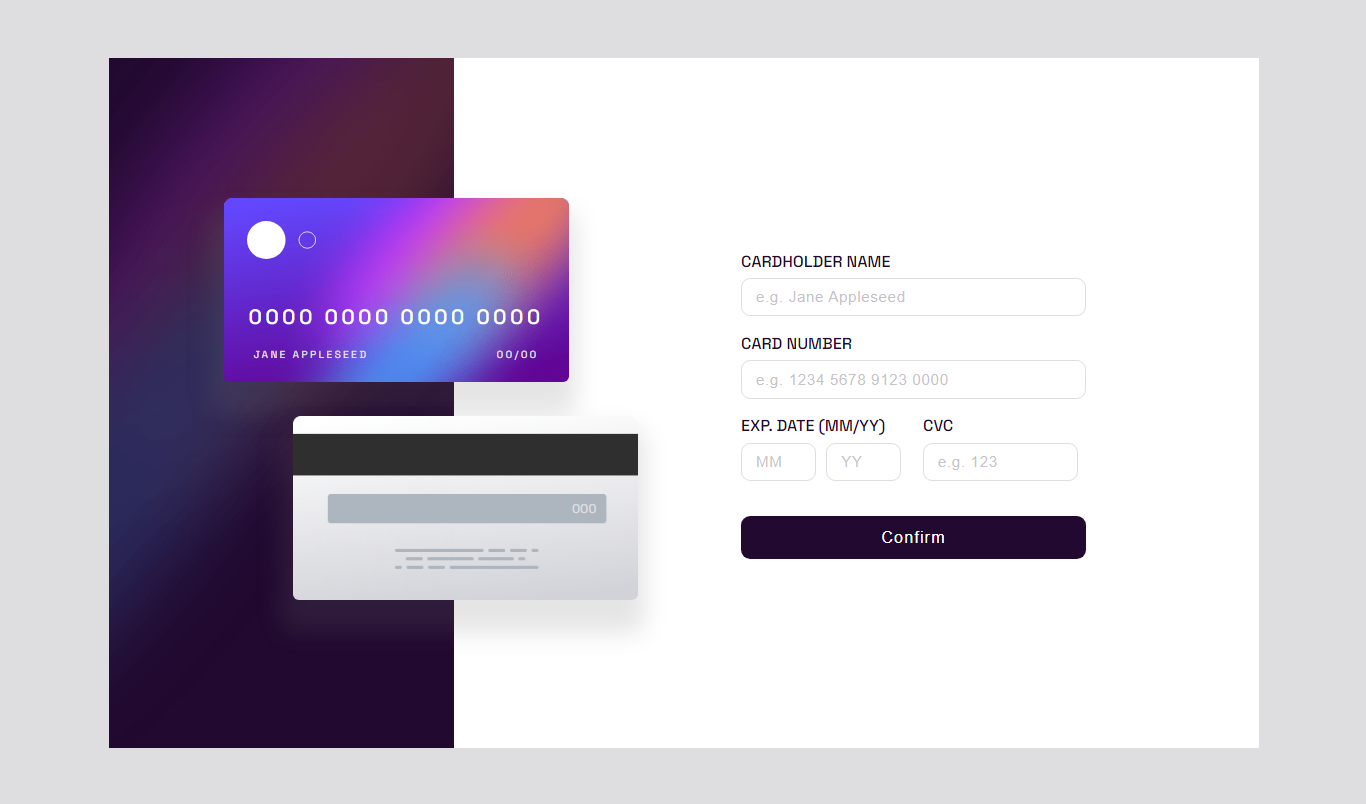 0000 0000 0000 0000
JANE APPLESEED 00/00
000
CARDHOLDER NAME
e.g. Jane Appleseed
CARD NUMBER
e.g. 1234 5678 9123 0000
EXP. DATE (MM/YY) CVC
MM YY e.g. 123
Confirm